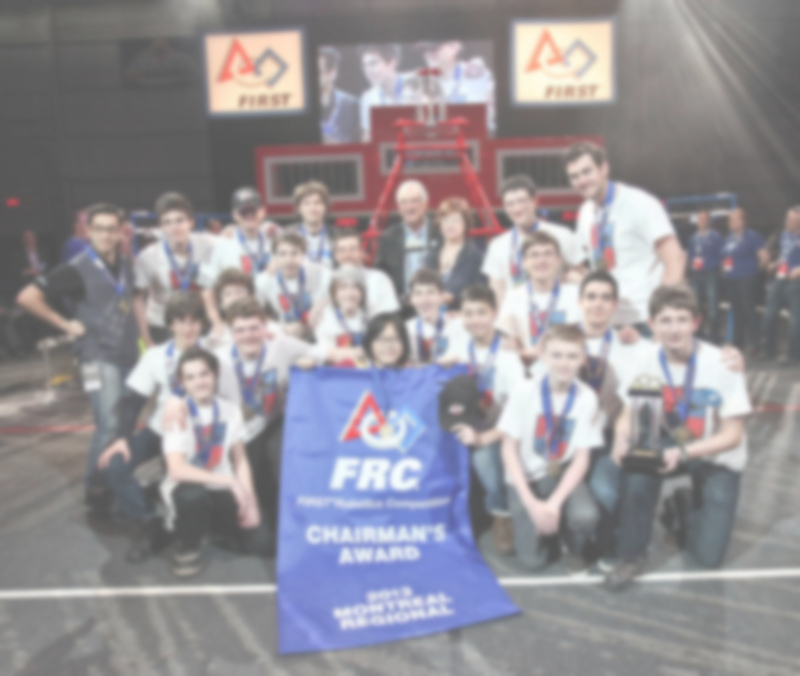 FIRST
FIRST
FRC
FIRST Robotics Competition
CHAIRMAN'S
AWARD
2013
MONTREAL
REGIONAL